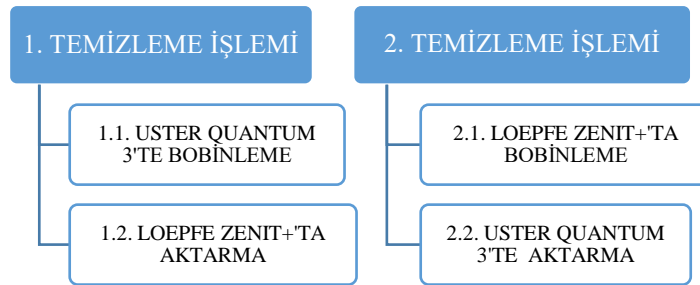 1. TEMİZLEME İŞLEMİ
1.1. USTER QUANTUM
3'TE BOBİNLEME
1.2. LOEPFE ZENIT+'TA
AKTARMA
2. TEMİZLEME İŞLEMİ
2.1. LOEPFE ZENIT+'TA
BOBİNLEME
2.2. USTER QUANTUM
3'TE AKTARMA